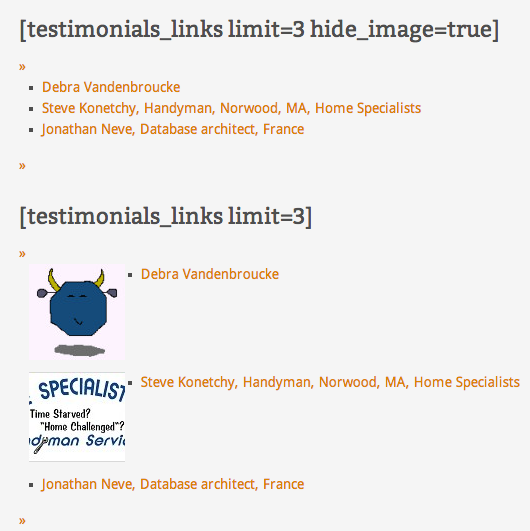 [testimonials_links limit=3 hide_image=true]
»
Debra Vandenbroucke
Steve Konetchy, Handyman, Norwood, MA, Home Specialists
Jonathan Neve, Database architect, France
»
[testimonials_links limit=3]
»
Debra Vandenbroucke
SPECIALIST
Steve Konetchy, Handyman, Norwood, MA, Home Specialists
Time Starved?
"Home Challenged"?
dyman Servic
Jonathan Neve, Database architect, France
»